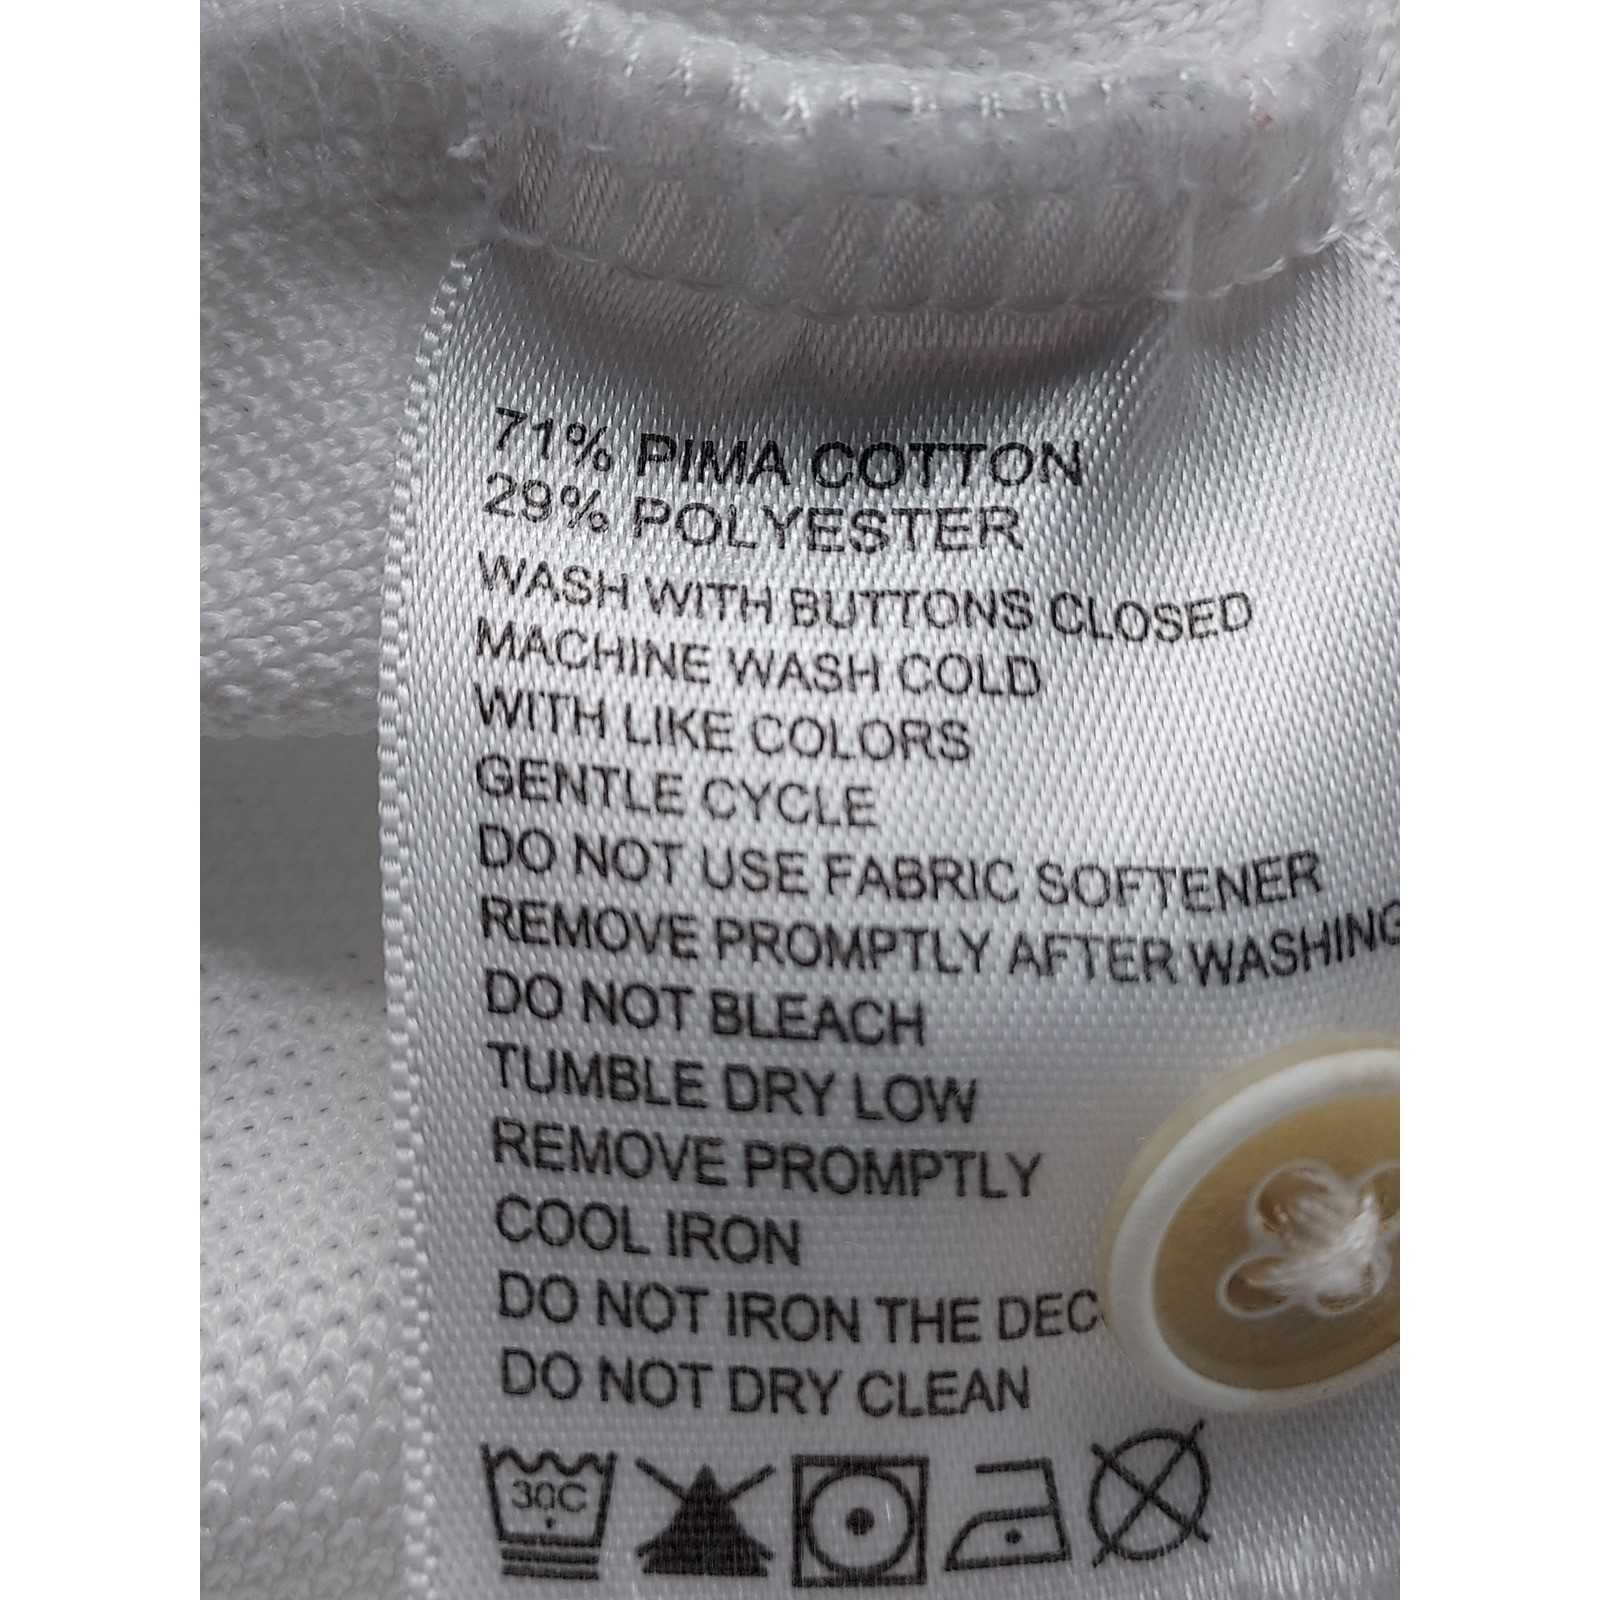 71% PIMA COTTON
29% POLYESTER
WASH WITH BUTTONS CLOSED
MACHINE WASH COLD
WITH LIKE COLORS
GENTLE CYCLE
DO NOT USE FABRIC SOFTENER
REMOVE PROMPTLY AFTER WASHING
DO NOT BLEACH
TUMBLE DRY LOW
REMOVE PROMPTLY
COOL IRON
DO NOT IRON THE
DO NOT DRY CLEAN
30C